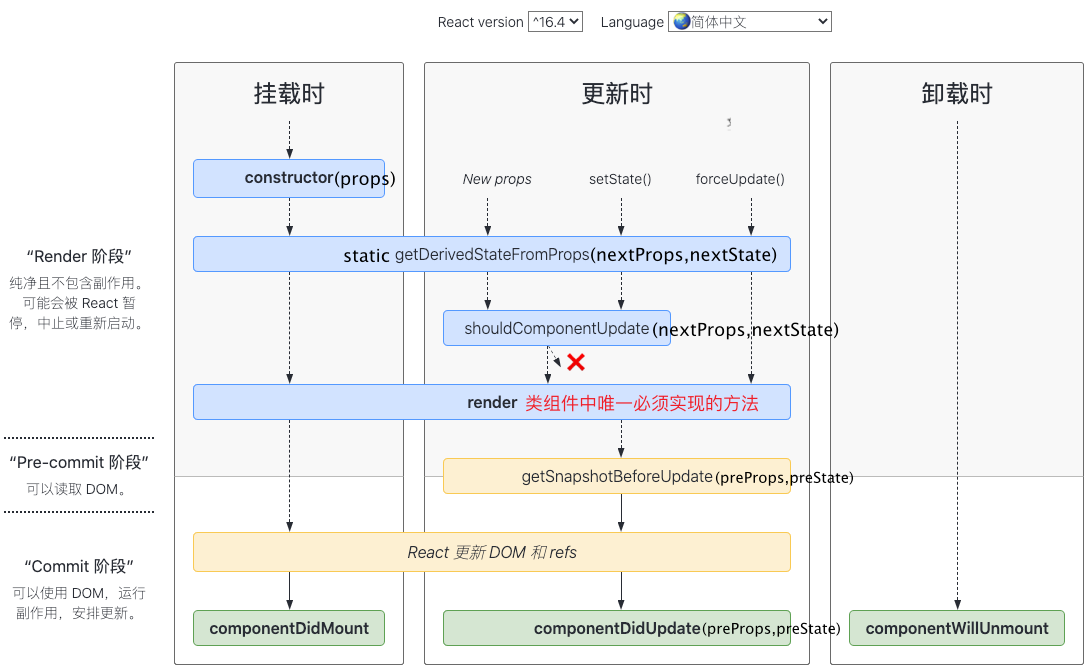 React version ^16.4 Language 简体中文
挂载时
更新时
卸载时
constructor(props)
New props
setState()
forceUpdate()
“Render 阶段”
纯净且不包含副作用。
可能会被 React 暂
停，中止或重新启动。
static getDerivedStateFromProps(nextProps,nextState)
shouldComponentUpdate(nextProps,nextState)
render 类组件中唯一必须实现的方法
“Pre-commit 阶段”
可以读取 DOM。
getSnapshotBeforeUpdate(preProps,preState)
“Commit 阶段”
可以使用 DOM，运行
副作用，安排更新。
React 更新 DOM 和 refs
componentDidMount
componentDidUpdate(preProps,preState)
componentWillUnmount